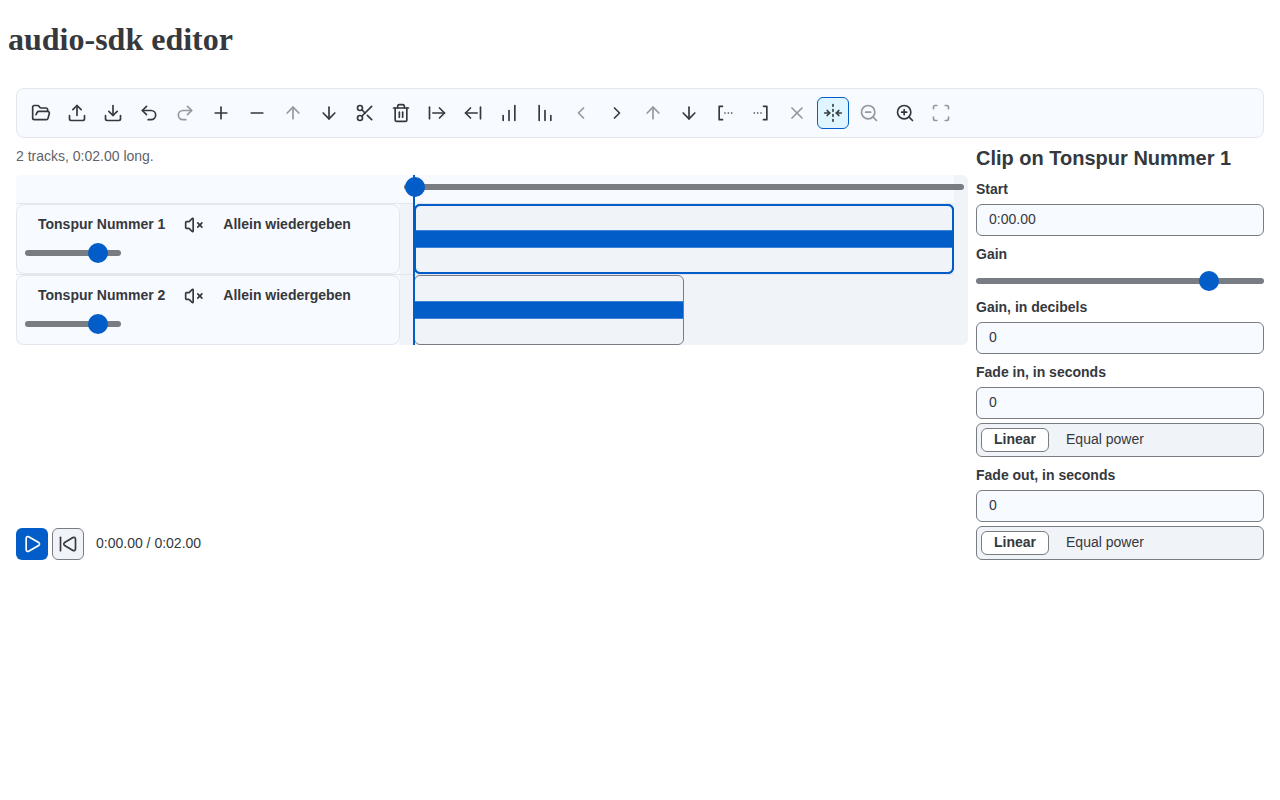 audio-sdk editor
2 tracks, 0:02.00 long.
Tonspur Nummer 1 Allein wiedergeben
Tonspur Nummer 2 Allein wiedergeben
0:00.00 / 0:02.00
Clip on Tonspur Nummer 1
Start
0:00.00
Gain
Gain, in decibels
0
Fade in, in seconds
0
Linear Equal power
Fade out, in seconds
0
Linear Equal power